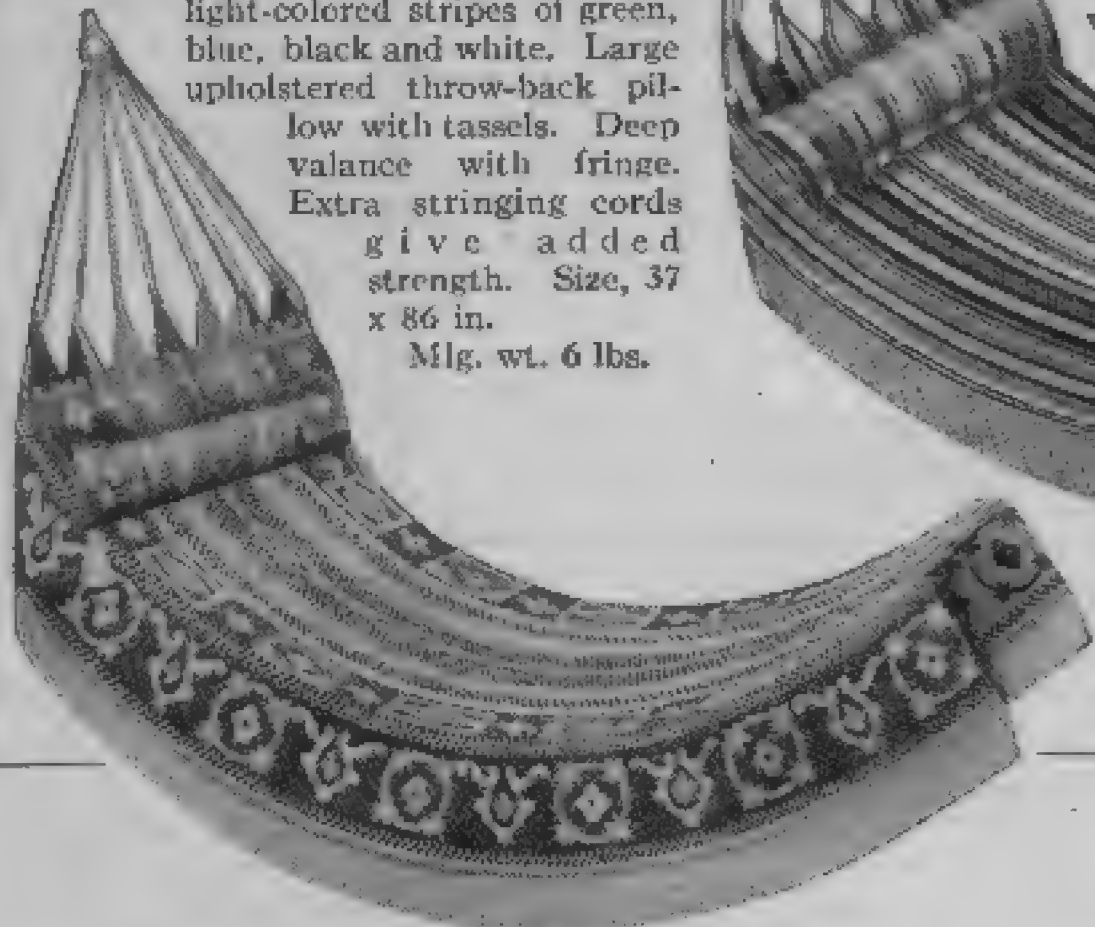 light-colored stripes of green,
blue, black and white. Large
upholstered throw-back pil-
low with tassels. Deep
valance with fringe.
Extra stringing cords
give added
strength. Size, 37
x 86 in.
Mlg. wt. 6 lbs.